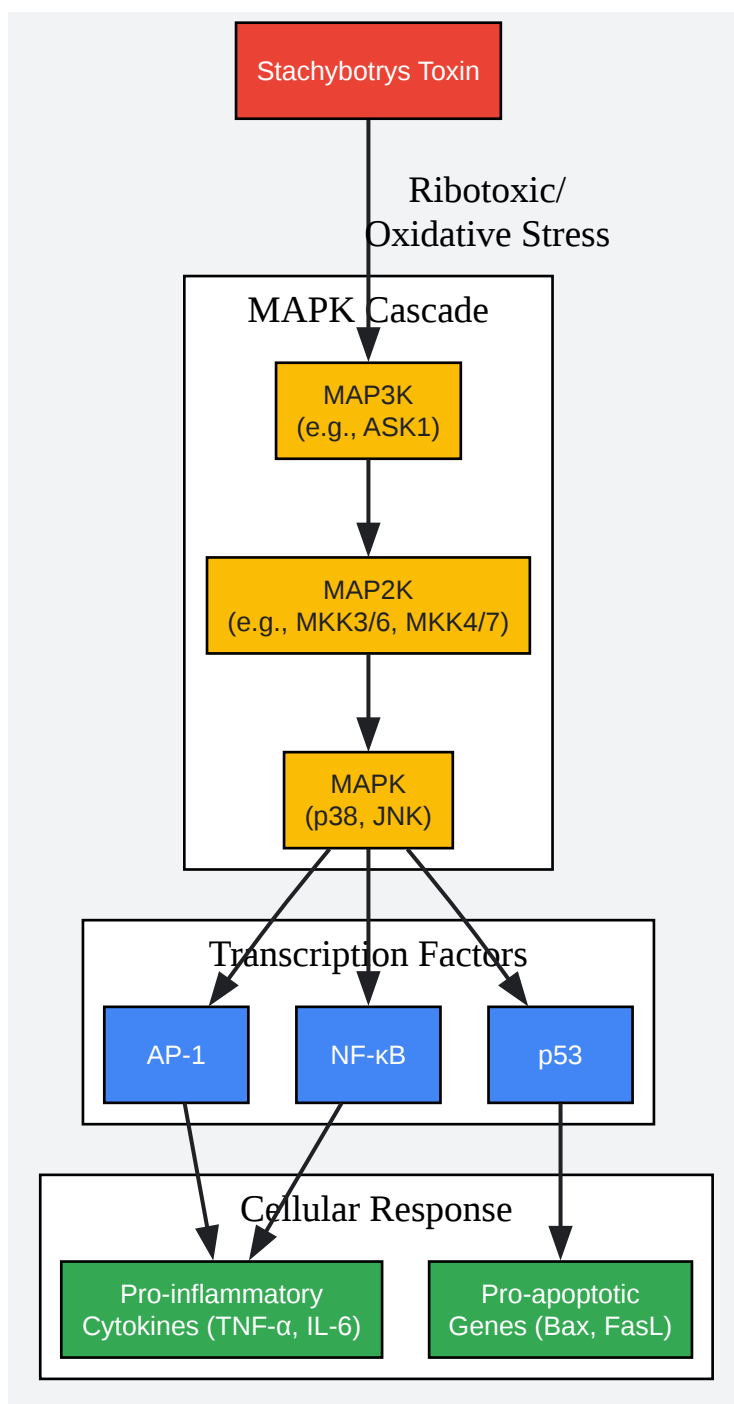 Stachybotrys Toxin
Ribotoxic/
Oxidative Stress
MAPK Cascade
MAP3K
(e.g., ASK1)
MAP2K
(e.g., MKK3/6, MKK4/7)
MAPK
(p38, JNK)
Transcription Factors
AP-1
NF-κB
p53
Cellular Response
Pro-inflammatory
Cytokines (TNF-α, IL-6)
Pro-apoptotic
Genes (Bax, FasL)